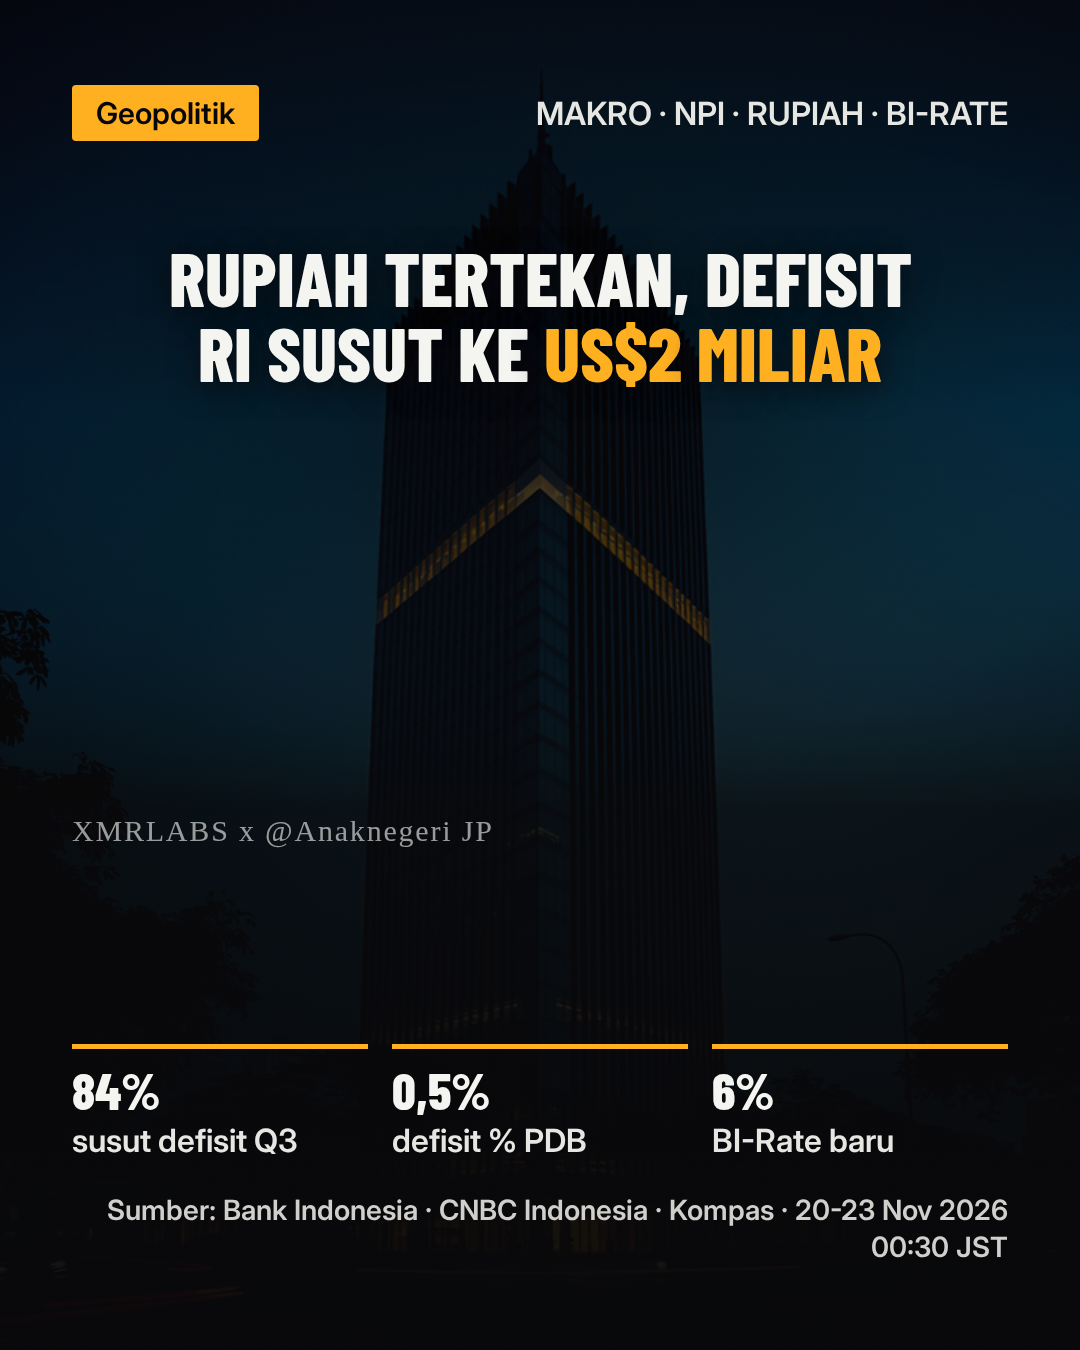 Geopolitik
MAKRO · NPI · RUPIAH · BI-RATE
RUPIAH TERTEKAN, DEFISIT
RI SUSUT KE US$2 MILIAR
XMRLABS x @Anaknegeri JP
84%
susut defisit Q3
0,5%
defisit % PDB
6%
BI-Rate baru
Sumber: Bank Indonesia · CNBC Indonesia · Kompas · 20-23 Nov 2026
00:30 JST